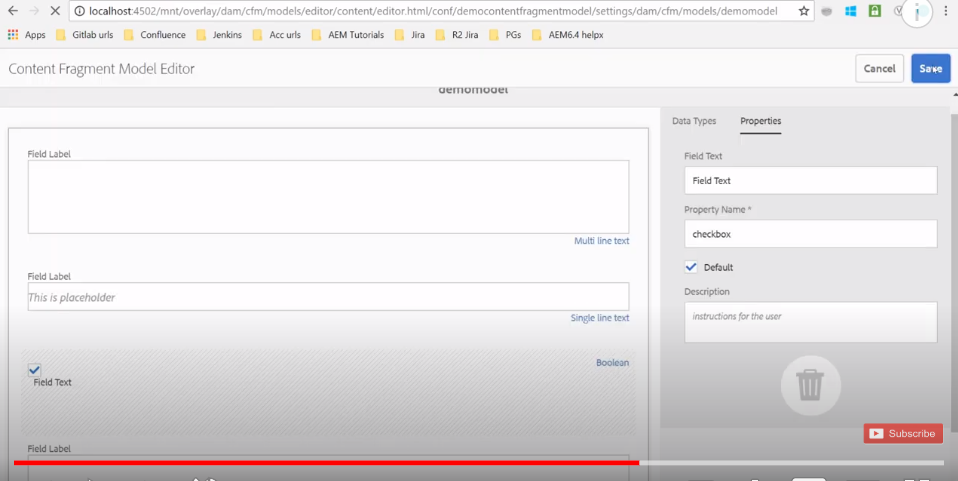 localhost:4502/mnt/overlay/dam/cfm/models/editor/content/editor.html/conf/democontentfragmentmodel/settings/dam/cfm/models/demomodel
Apps Gitlab urls Confluence Jenkins Acc urls AEM Tutorials Jira R2 Jira PGs AEM6.4 helpx
Content Fragment Model Editor
Cancel
Save
demomodel
Field Label
Multi line text
Field Label
This is placeholder
Single line text
Boolean
Field Text
Field Label
Data Types Properties
Field Text
Field Text
Property Name *
checkbox
Default
Description
instructions for the user
Subscribe